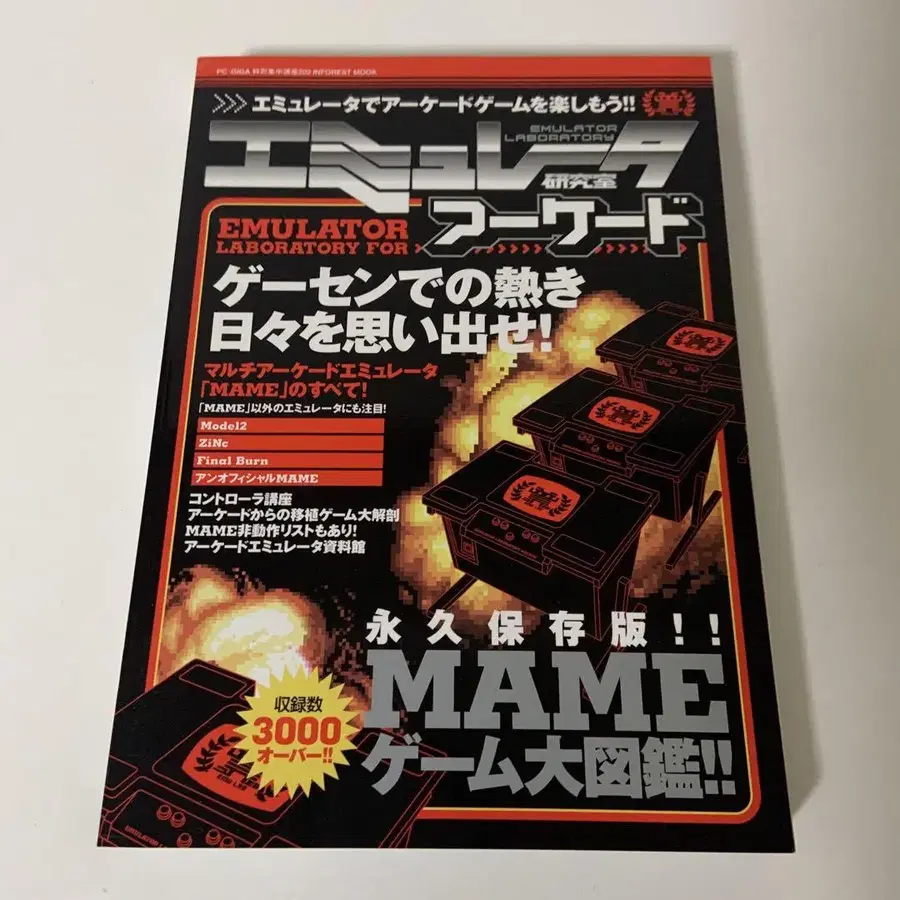 PC·GIGA 特別集中講座202 INFOREST MOOK
>>> エミュレータでアーケードゲームを楽しもう!!
EMULATOR
LABORATORY
エミュレータ
研究室
EMULATOR
LABORATORY FOR
アーケード
ゲーセンでの熱き
日々を思い出せ!
マルチアーケードエミュレータ
「MAME」のすべて!
「MAME」以外のエミュレータにも注目!
Model2
ZiNc
Final Burn
アンオフィシャルMAME
コントローラ講座
アーケードからの移植ゲーム大解剖
MAME非動作リストもあり!
アーケードエミュレータ資料館
永久保存版!!
MAME
ゲーム大図鑑!!
収録数
3000
オーバー!!
EMU-LAB